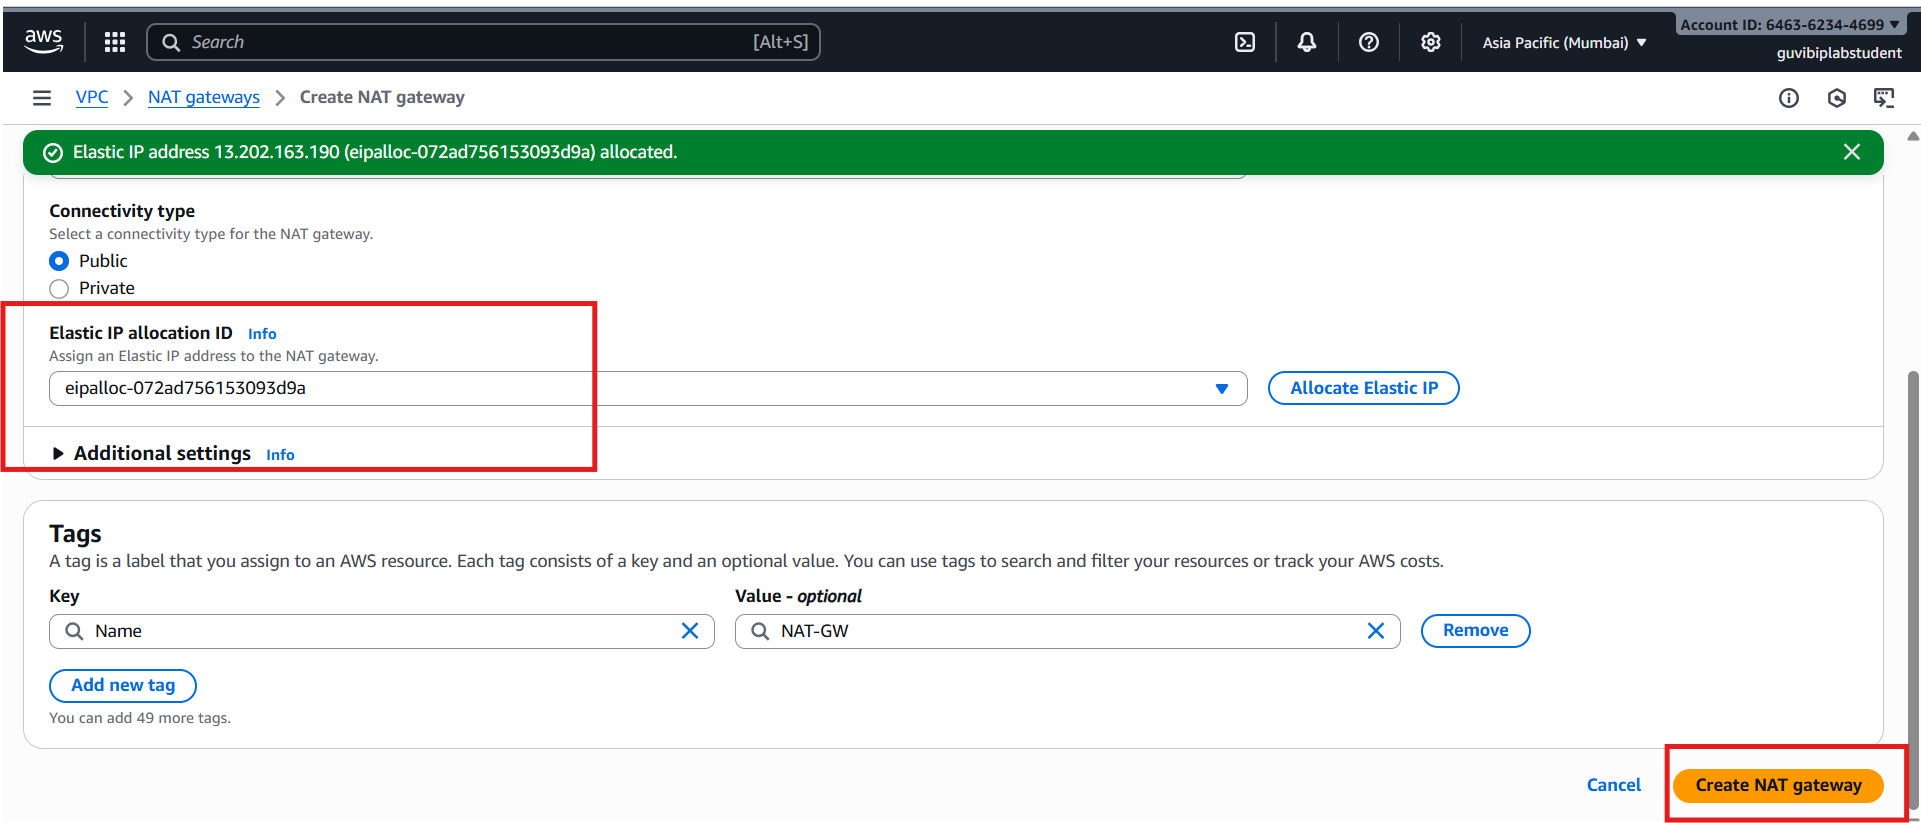 aws Search [Alt+S] Asia Pacific (Mumbai) Account ID: 6463-6234-4699
guvibiplabstudent
VPC NAT gateways Create NAT gateway
Elastic IP address 13.202.163.190 (eipalloc-072ad756153093d9a) allocated.
Connectivity type
Select a connectivity type for the NAT gateway.
Public
Private
Elastic IP allocation ID Info
Assign an Elastic IP address to the NAT gateway.
eipalloc-072ad756153093d9a Allocate Elastic IP
Additional settings Info
Tags
A tag is a label that you assign to an AWS resource. Each tag consists of a key and an optional value. You can use tags to search and filter your resources or track your AWS costs.
Key Value - optional
Name NAT-GW Remove
Add new tag
You can add 49 more tags.
Cancel Create NAT gateway